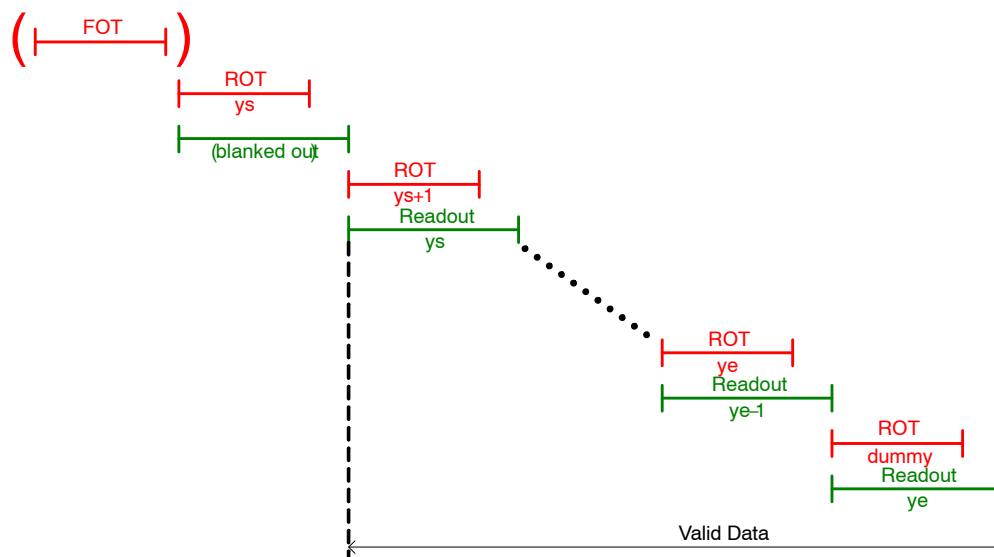 ( FOT )
ROT
ys
(blanked out)
ROT
ys+1
Readout
ys
ROT
ye
Readout
ye–1
ROT
dummy
Readout
ye
Valid Data